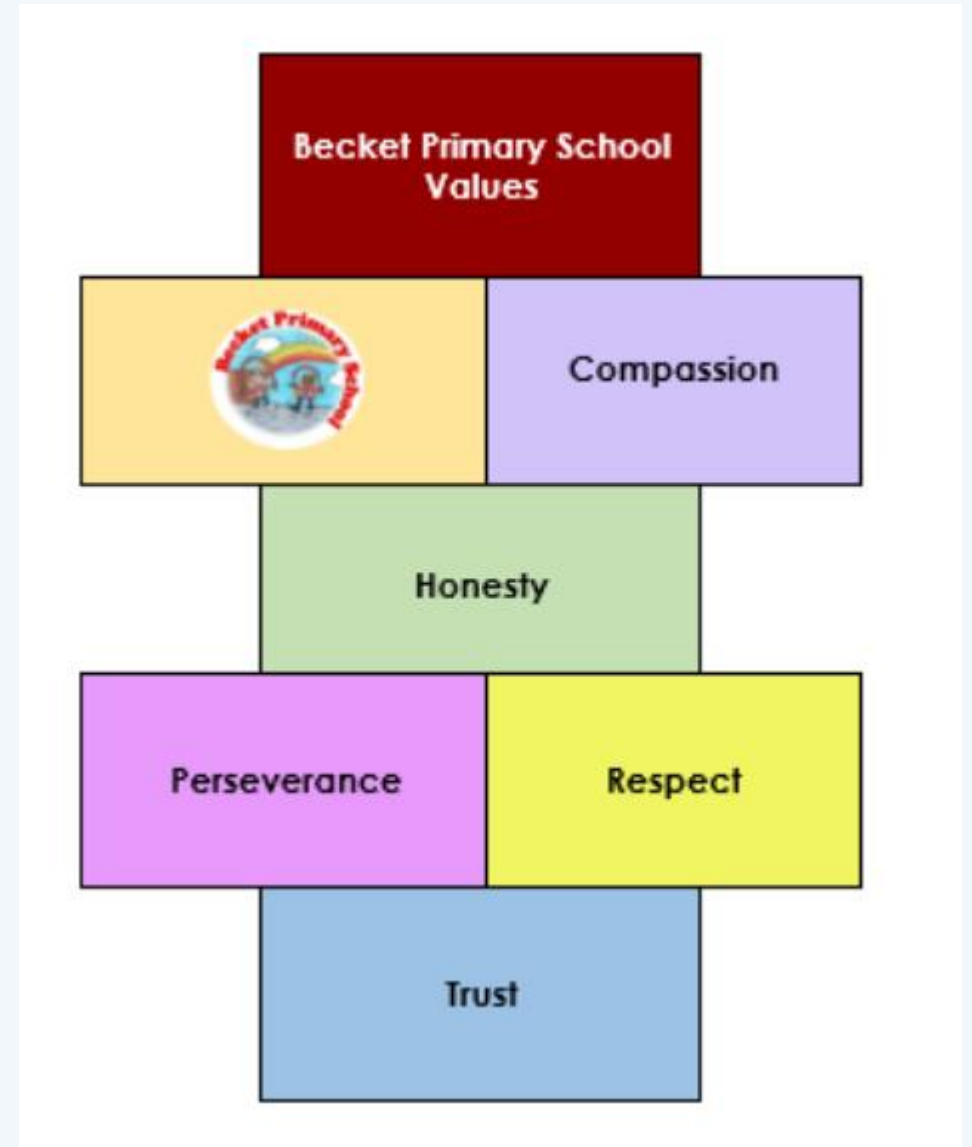 Becket Primary School
Values
Becket Primary School
Compassion
Honesty
Perseverance
Respect
Trust